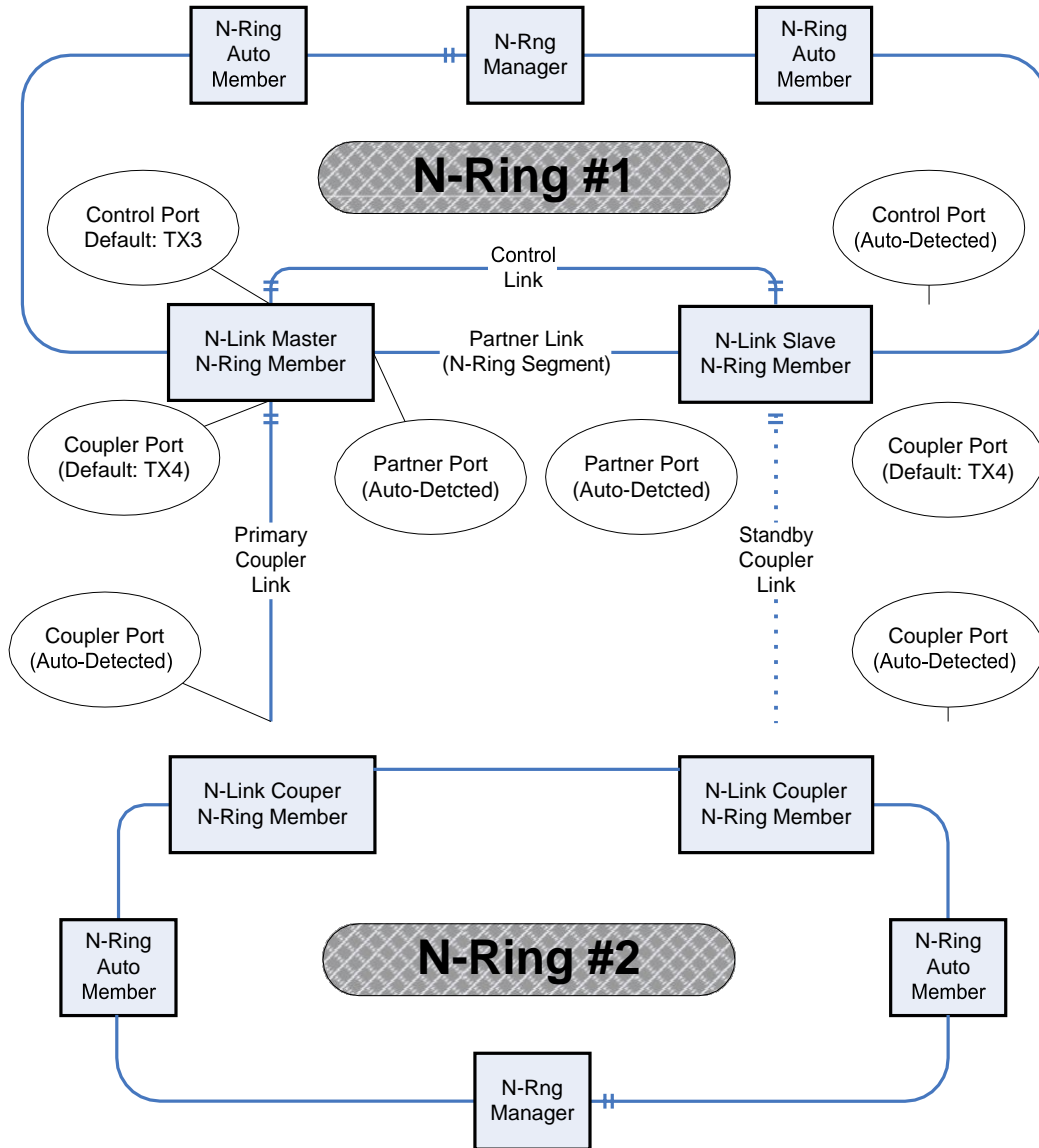 N-Ring
Auto
Member
N-Rng
Manager
N-Ring
Auto
Member
N-Ring #1
Control Port
Default: TX3
Control Port
(Auto-Detected)
Control
Link
N-Link Master
N-Ring Member
Partner Link
(N-Ring Segment)
N-Link Slave
N-Ring Member
Coupler Port
(Default: TX4)
Partner Port
(Auto-Detcted)
Partner Port
(Auto-Detcted)
Coupler Port
(Default: TX4)
Primary
Coupler
Link
Standby
Coupler
Link
Coupler Port
(Auto-Detected)
Coupler Port
(Auto-Detected)
N-Link Couper
N-Ring Member
N-Link Coupler
N-Ring Member
N-Ring
Auto
Member
N-Ring #2
N-Ring
Auto
Member
N-Rng
Manager